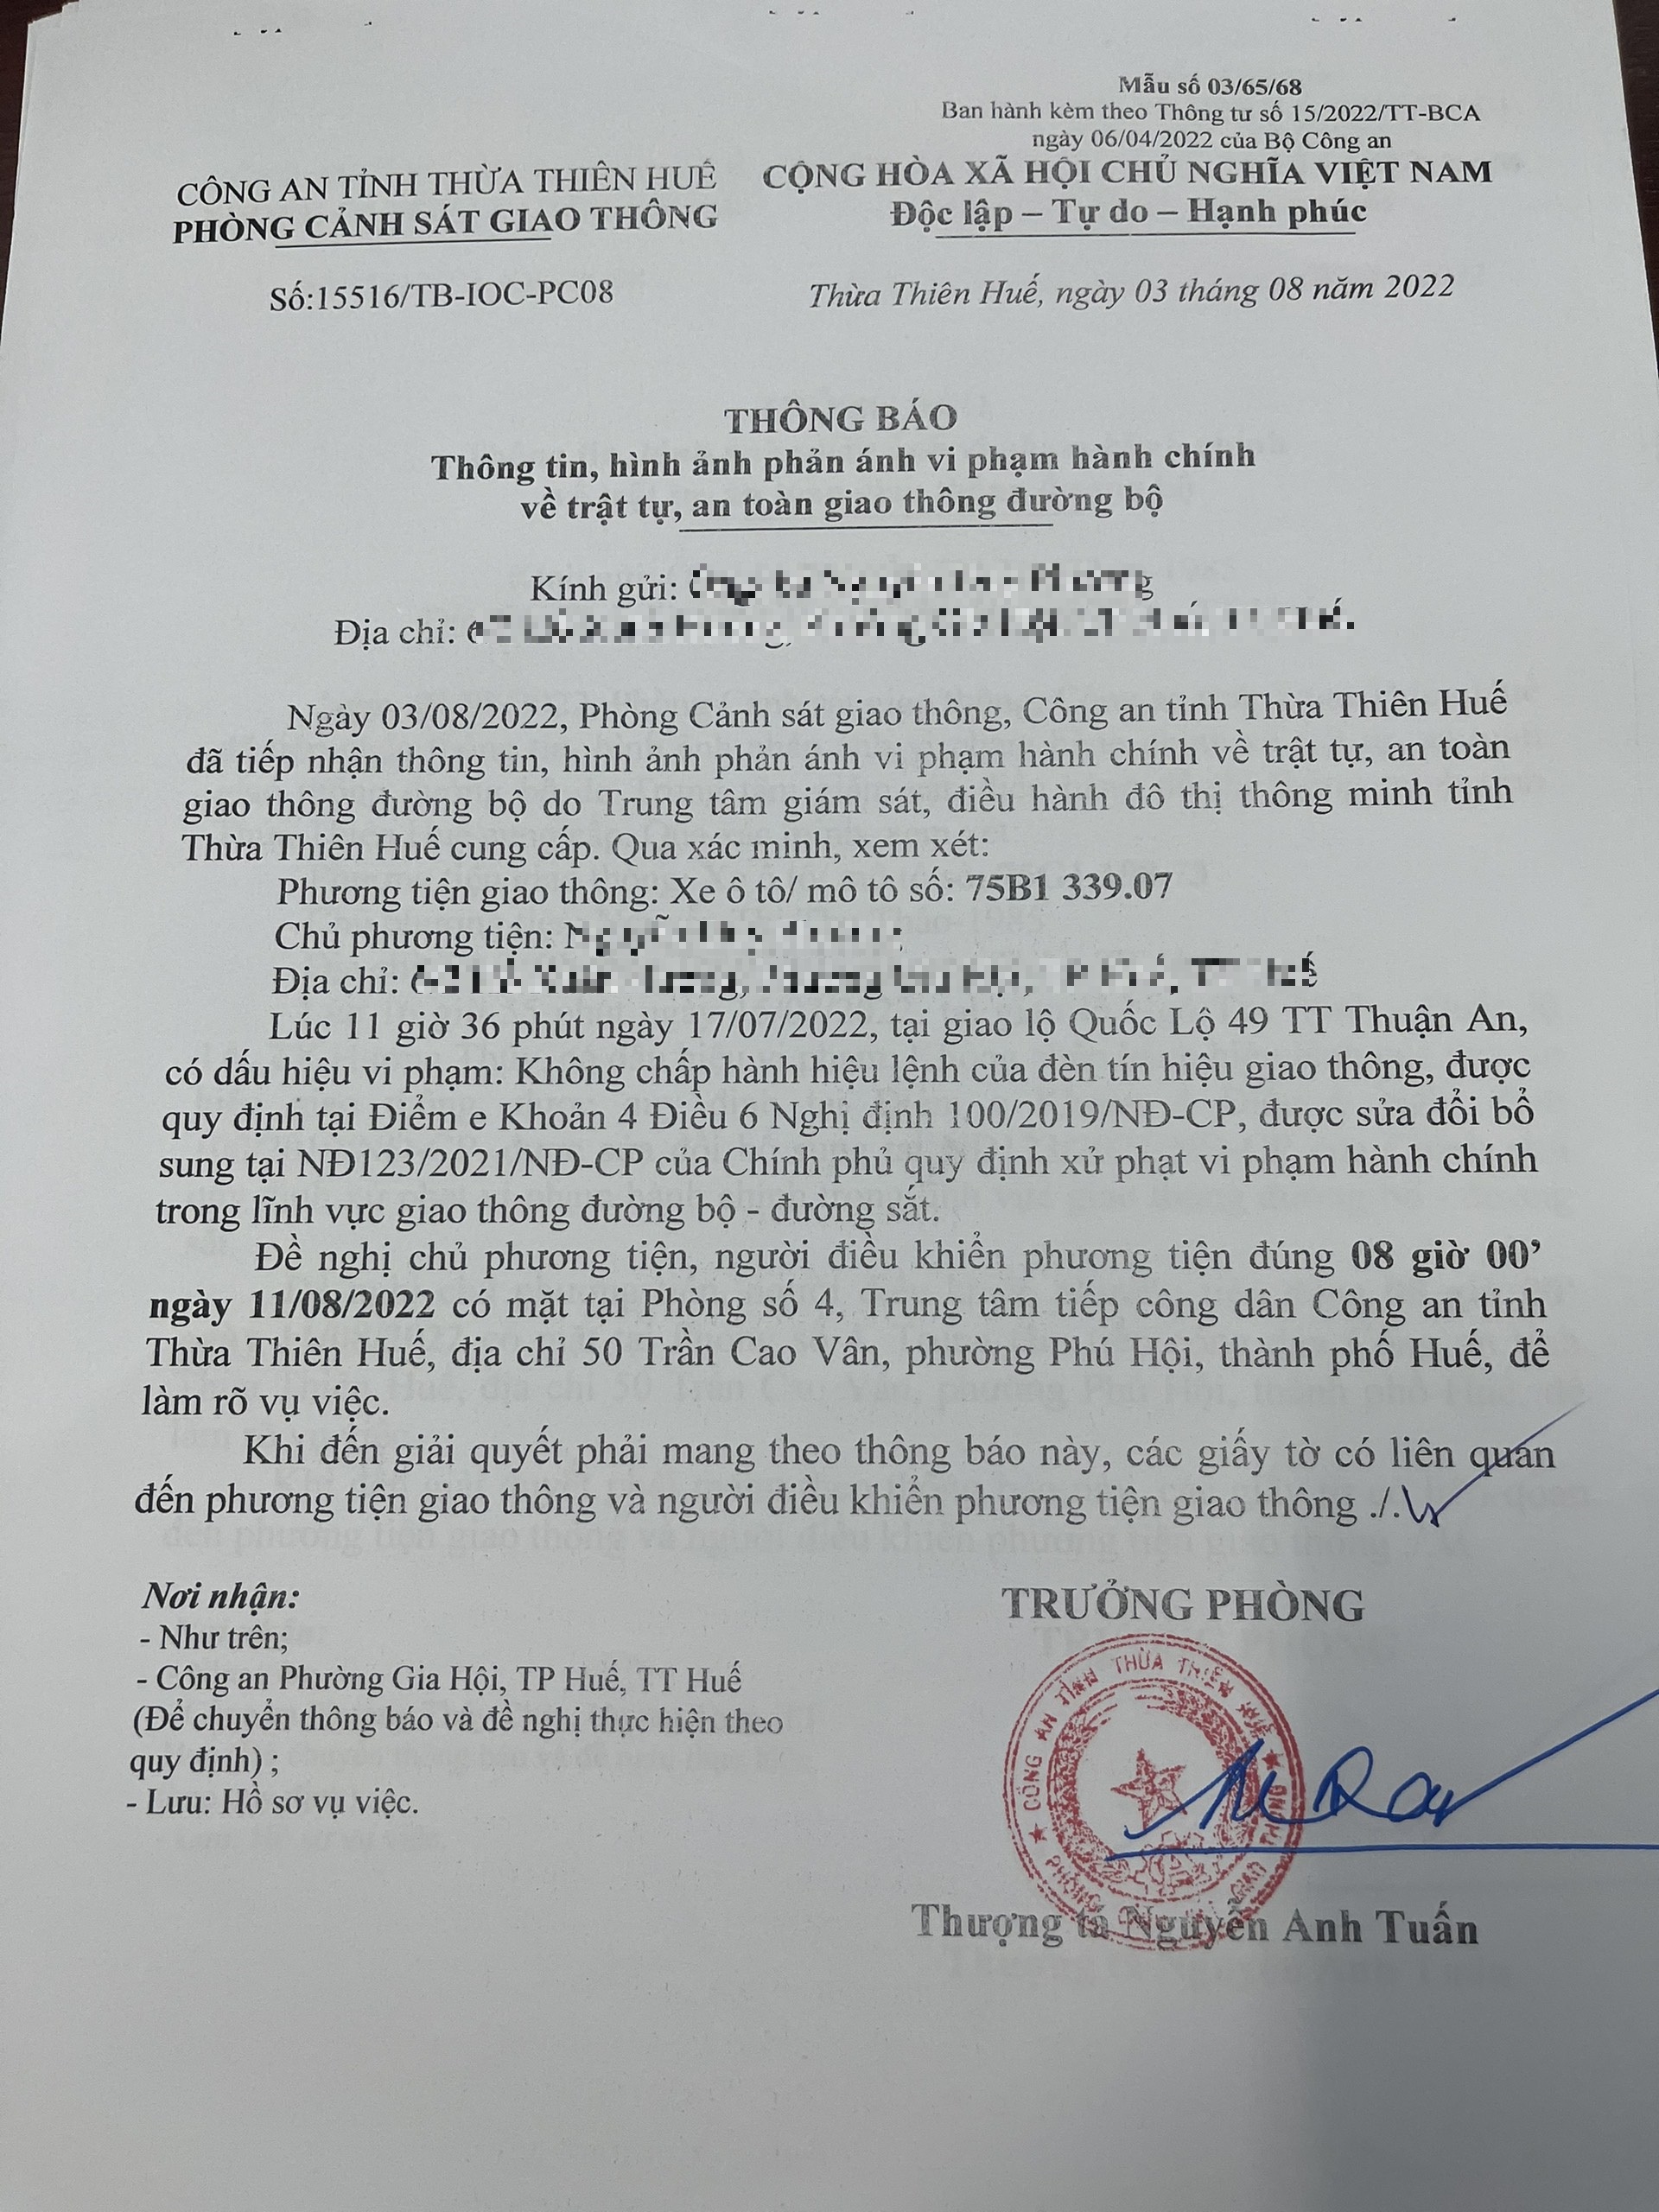 Mẫu số 03/65/68
Ban hành kèm theo Thông tư số 15/2022/TT-BCA
ngày 06/04/2022 của Bộ Công an
CÔNG AN TỈNH THỪA THIÊN HUẾ
PHÒNG CẢNH SÁT GIAO THÔNG
CỘNG HÒA XÃ HỘI CHỦ NGHĨA VIỆT NAM
Độc lập – Tự do – Hạnh phúc
Số:15516/TB-IOC-PC08
Thừa Thiên Huế, ngày 03 tháng 08 năm 2022
THÔNG BÁO
Thông tin, hình ảnh phản ánh vi phạm hành chính
về trật tự, an toàn giao thông đường bộ
Kính gửi:
Địa chỉ:
Ngày 03/08/2022, Phòng Cảnh sát giao thông, Công an tỉnh Thừa Thiên Huế
đã tiếp nhận thông tin, hình ảnh phản ánh vi phạm hành chính về trật tự, an toàn
giao thông đường bộ do Trung tâm giám sát, điều hành đô thị thông minh tỉnh
Thừa Thiên Huế cung cấp. Qua xác minh, xem xét:
Phương tiện giao thông: Xe ô tô/ mô tô số: 75B1 339.07
Chủ phương tiện:
Địa chỉ:
Lúc 11 giờ 36 phút ngày 17/07/2022, tại giao lộ Quốc Lộ 49 TT Thuận An,
có dấu hiệu vi phạm: Không chấp hành hiệu lệnh của đèn tín hiệu giao thông, được
quy định tại Điểm e Khoản 4 Điều 6 Nghị định 100/2019/NĐ-CP, được sửa đổi bổ
sung tại NĐ123/2021/NĐ-CP của Chính phủ quy định xử phạt vi phạm hành chính
trong lĩnh vực giao thông đường bộ - đường sắt.
Đề nghị chủ phương tiện, người điều khiển phương tiện đúng 08 giờ 00’
ngày 11/08/2022 có mặt tại Phòng số 4, Trung tâm tiếp công dân Công an tỉnh
Thừa Thiên Huế, địa chỉ 50 Trần Cao Vân, phường Phú Hội, thành phố Huế, để
làm rõ vụ việc.
Khi đến giải quyết phải mang theo thông báo này, các giấy tờ có liên quan
đến phương tiện giao thông và người điều khiển phương tiện giao thông ./.
Nơi nhận:
- Như trên;
- Công an Phường Gia Hội, TP Huế, TT Huế
(Để chuyển thông báo và đề nghị thực hiện theo
quy định) ;
- Lưu: Hồ sơ vụ việc.
TRƯỞNG PHÒNG
CÔNG AN TỈNH THỪA THIÊN HUẾ
Thượng tá Nguyễn Anh Tuấn